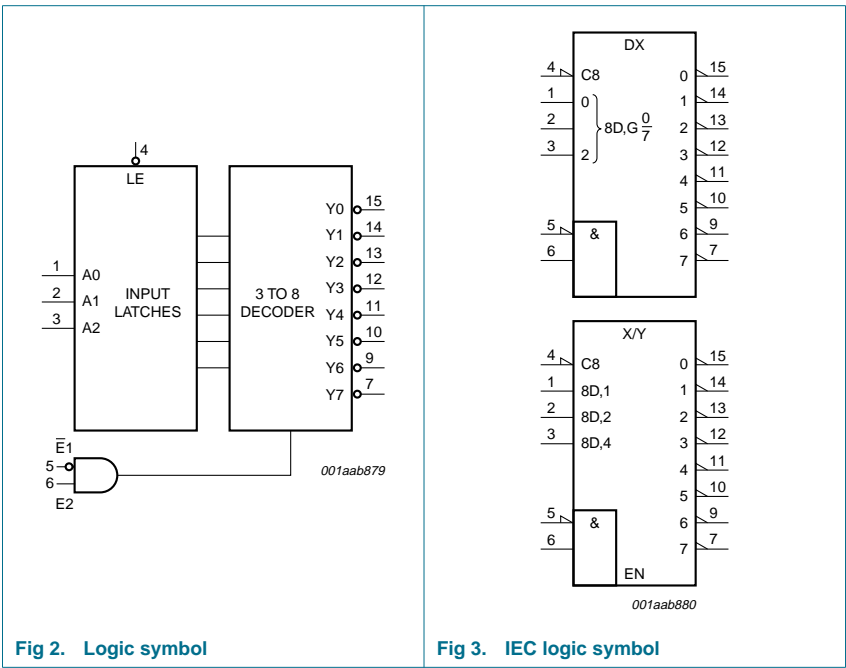 4
LE
A0
A1
A2
1
2
3
INPUT
LATCHES
3 TO 8
DECODER
Y0 15
Y1 14
Y2 13
Y3 12
Y4 11
Y5 10
Y6 9
Y7 7
E̅1
5
6
E2
001aab879
Fig 2. Logic symbol
DX
4 C8
1 0
2
3 2
8D,G 0/7
5 &
6
0 15
1 14
2 13
3 12
4 11
5 10
6 9
7 7
X/Y
4 C8
1 8D,1
2 8D,2
3 8D,4
5 &
6
EN
0 15
1 14
2 13
3 12
4 11
5 10
6 9
7 7
001aab880
Fig 3. IEC logic symbol